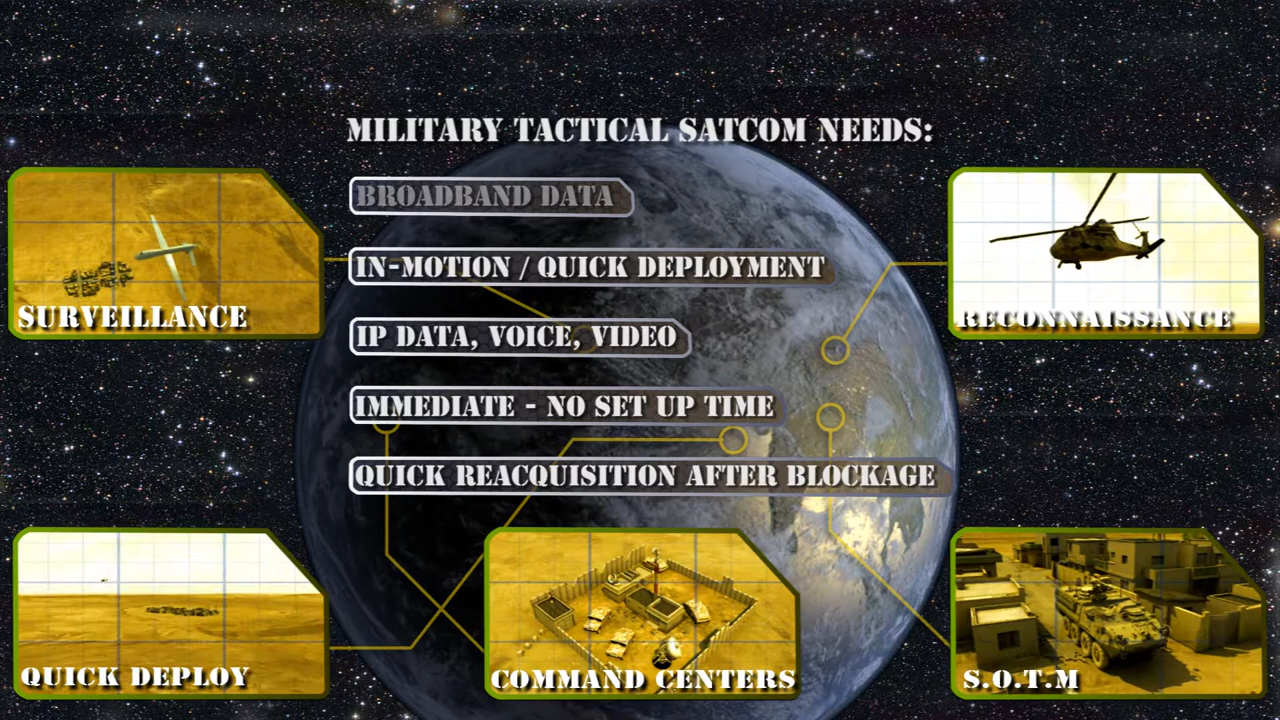 MILITARY TACTICAL SATCOM NEEDS:
BROADBAND DATA
IN-MOTION / QUICK DEPLOYMENT
IP DATA, VOICE, VIDEO
IMMEDIATE - NO SET UP TIME
QUICK REACQUISITION AFTER BLOCKAGE
SURVEILLANCE
RECONNAISSANCE
QUICK DEPLOY
COMMAND CENTERS
S.O.T.M